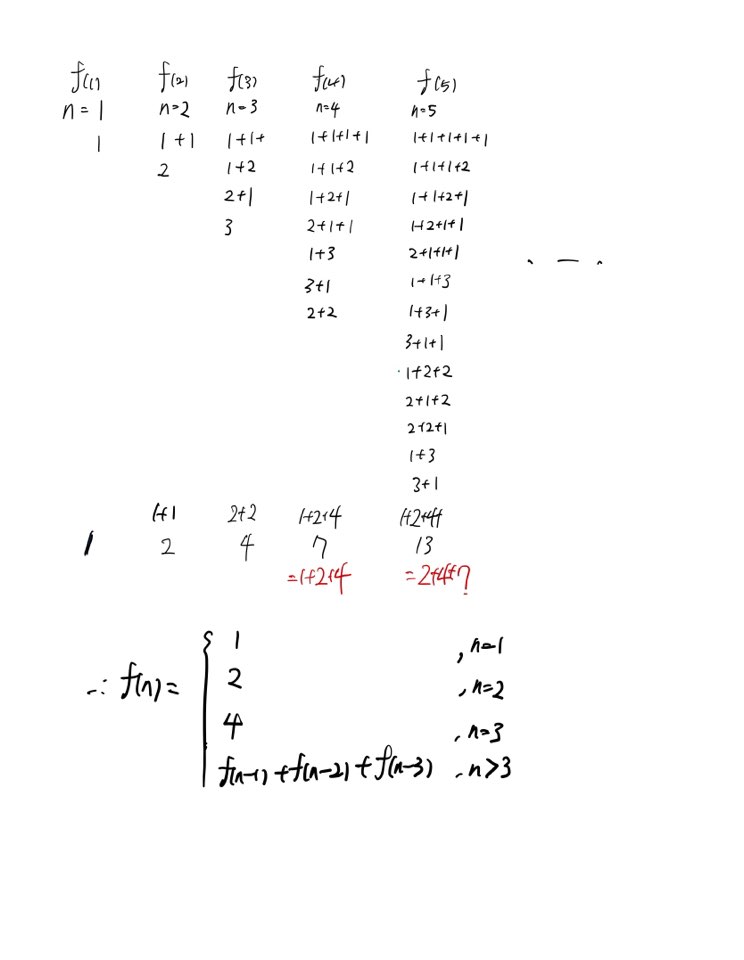 f(1) f(2) f(3) f(4) f(5)
n=1 n=2 n=3 n=4 n=5
1 1+1 1+1+ 1+1+1+1 1+1+1+1+1
2 1+2 1+1+2 1+1+1+2
2+1 1+2+1 1+1+2+1
3 2+1+1 1+2+1+1
1+3 2+1+1+1
3+1 1+1+3
2+2 1+3+1
3+1+1
1+2+2
2+1+2
2+2+1
1+3
3+1
1+1 2+2 1+2+4 1+2+4+
1 2 4 7 13
=1+2+4 =2+4+7
1 , n=1
∴ f(n)= 2 , n=2
4 , n=3
f(n-1)+f(n-2)+f(n-3) , n>3